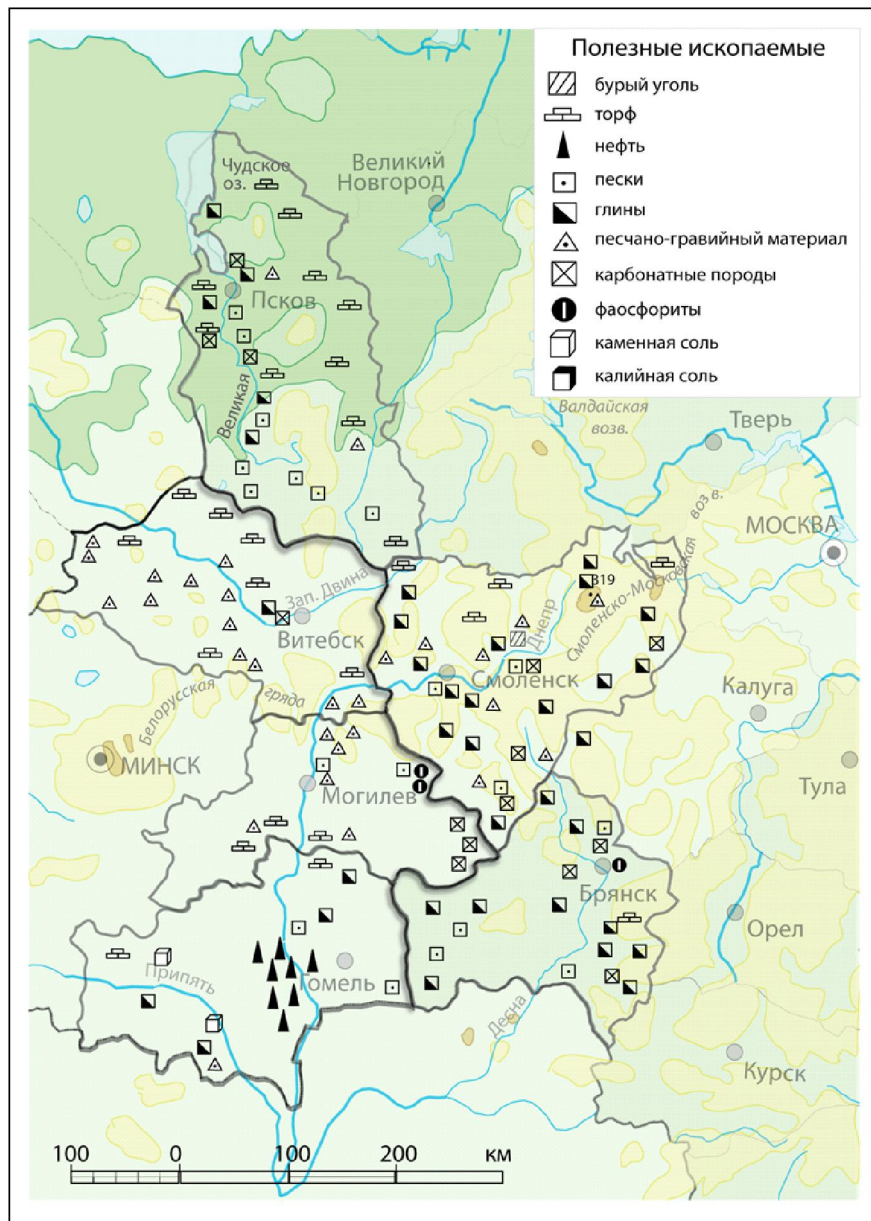 Полезные ископаемые
бурый уголь
торф
нефть
пески
глины
песчано-гравийный материал
карбонатные породы
фаосфориты
каменная соль
калийная соль
Чудское
оз.
Великий
Новгород
Псков
Великая
Валдайская
возв.
Тверь
МОСКВА
Смоленско-Московская
возв.
319
Зап. Двина
Витебск
Днепр
Смоленск
Калуга
Белорусская
гряда
МИНСК
Могилев
Тула
Брянск
Орел
Припять
Гомель
Десна
Курск
100
0
100
200
км